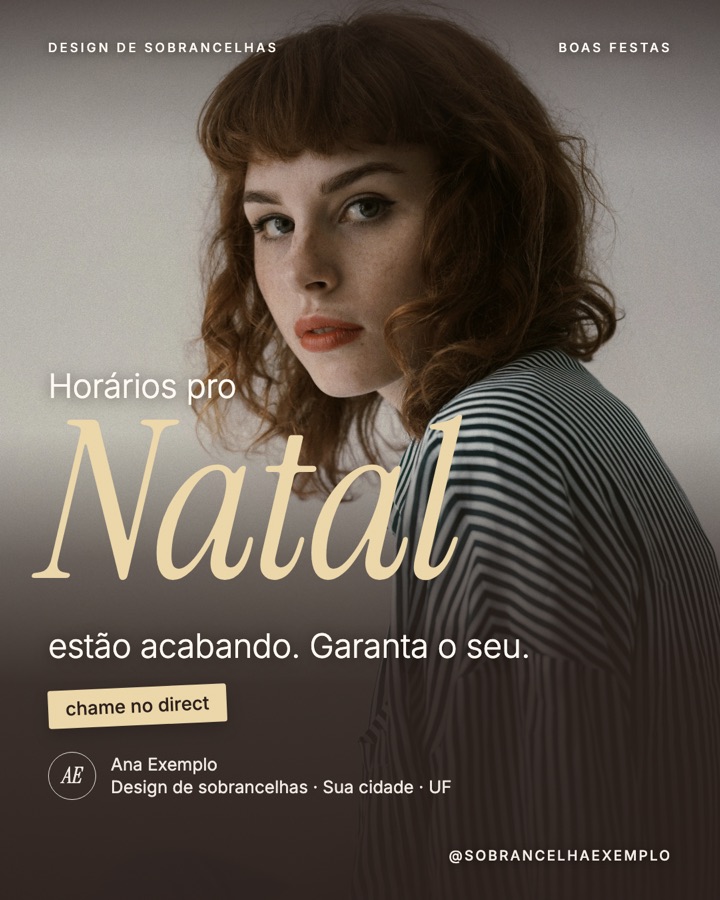 DESIGN DE SOBRANCELHAS
BOAS FESTAS
Horários pro
Natal
estão acabando. Garanta o seu.
chame no direct
AE
Ana Exemplo
Design de sobrancelhas · Sua cidade · UF
@SOBRANCELHAEXEMPLO